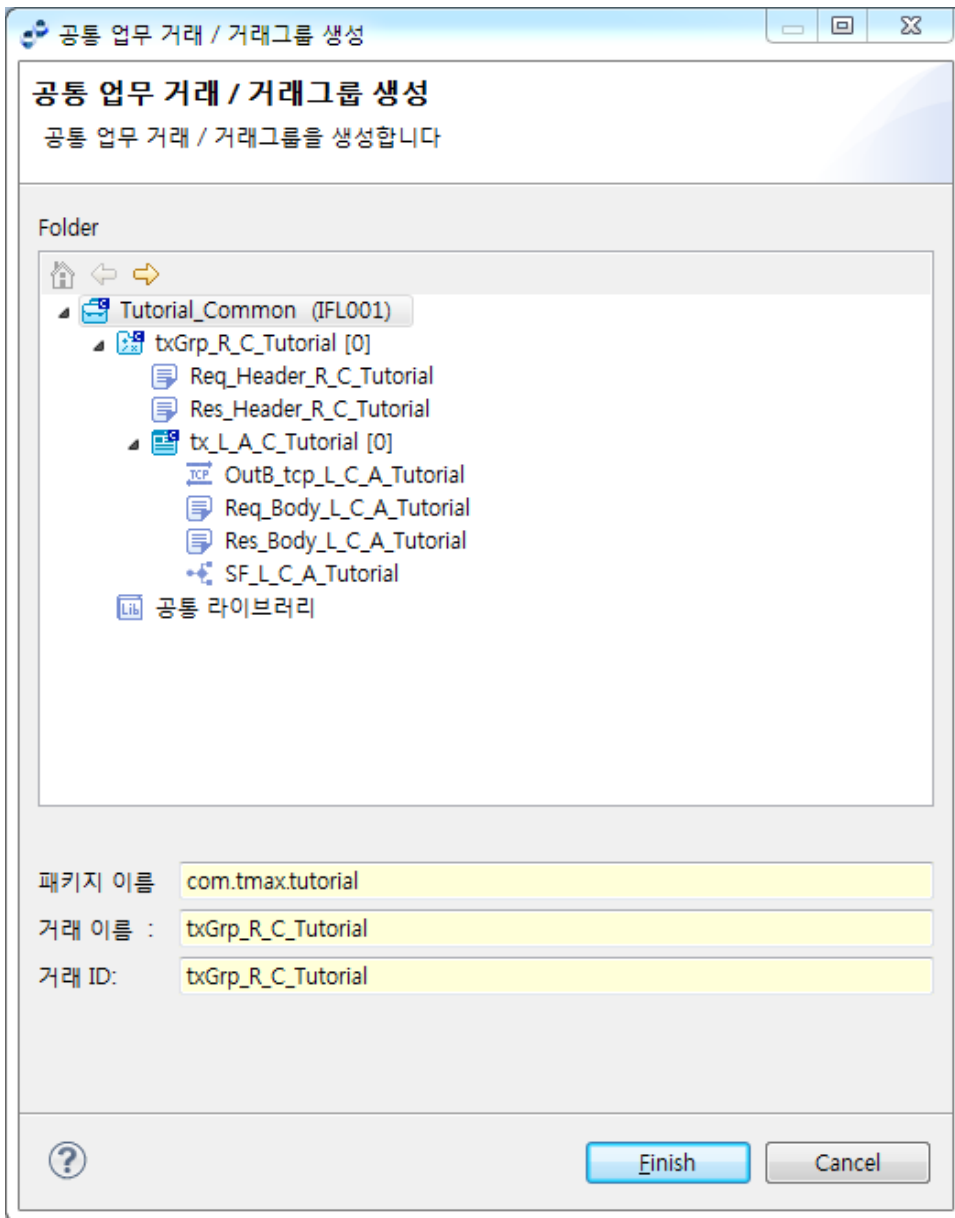 공통 업무 거래 / 거래그룹 생성
공통 업무 거래 / 거래그룹 생성
공통 업무 거래 / 거래그룹을 생성합니다
Folder
Tutorial_Common (IFL001)
txGrp_R_C_Tutorial [0]
Req_Header_R_C_Tutorial
Res_Header_R_C_Tutorial
tx_L_A_C_Tutorial [0]
TCP OutB_tcp_L_C_A_Tutorial
Req_Body_L_C_A_Tutorial
Res_Body_L_C_A_Tutorial
SF_L_C_A_Tutorial
Lib 공통 라이브러리
패키지 이름 com.tmax.tutorial
거래 이름 : txGrp_R_C_Tutorial
거래 ID: txGrp_R_C_Tutorial
? Finish Cancel